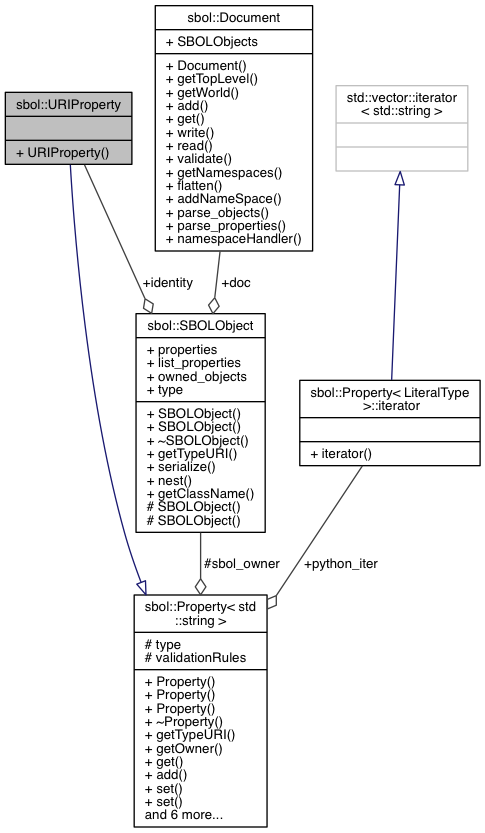 sbol::Document
+ SBOLObjects
+ Document()
+ getTopLevel()
+ getWorld()
+ add()
+ get()
+ write()
+ read()
+ validate()
+ getNamespaces()
+ flatten()
+ addNameSpace()
+ parse_objects()
+ parse_properties()
+ namespaceHandler()
sbol::URIProperty
+ URIProperty()
std::vector::iterator
< std::string >
+identity
+doc
sbol::SBOLObject
+ properties
+ list_properties
+ owned_objects
+ type
+ SBOLObject()
+ SBOLObject()
+ ~SBOLObject()
+ getTypeURI()
+ serialize()
+ nest()
+ getClassName()
# SBOLObject()
# SBOLObject()
sbol::Property< LiteralType
>::iterator
+ iterator()
#sbol_owner
+python_iter
sbol::Property< std
::string >
# type
# validationRules
+ Property()
+ Property()
+ Property()
+ ~Property()
+ getTypeURI()
+ getOwner()
+ get()
+ add()
+ set()
+ set()
and 6 more...